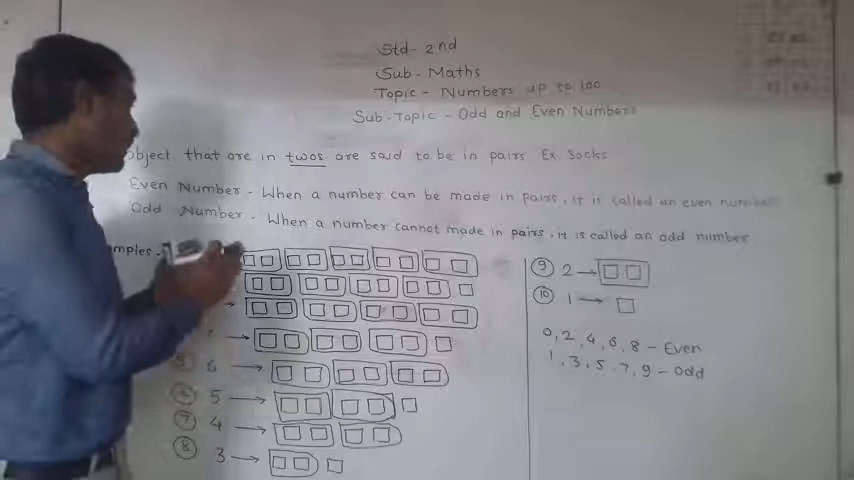 Std- 2nd
Sub- Maths
Topic - Numbers up to 100
Sub-Topic - Odd and Even Numbers
object that are in twos are said to be in pairs Ex. Socks
Even Number - When a number can be made in pairs, it is called an even number
Odd Number - When a number cannot made in pairs, it is called an odd number
mples.
6 →
⑥ 5 →
⑦ 4 →
⑧ 3 →
⑨ 2 →
⑩ 1 →
0, 2, 4, 6, 8 - Even
1, 3, 5, 7, 9 - Odd